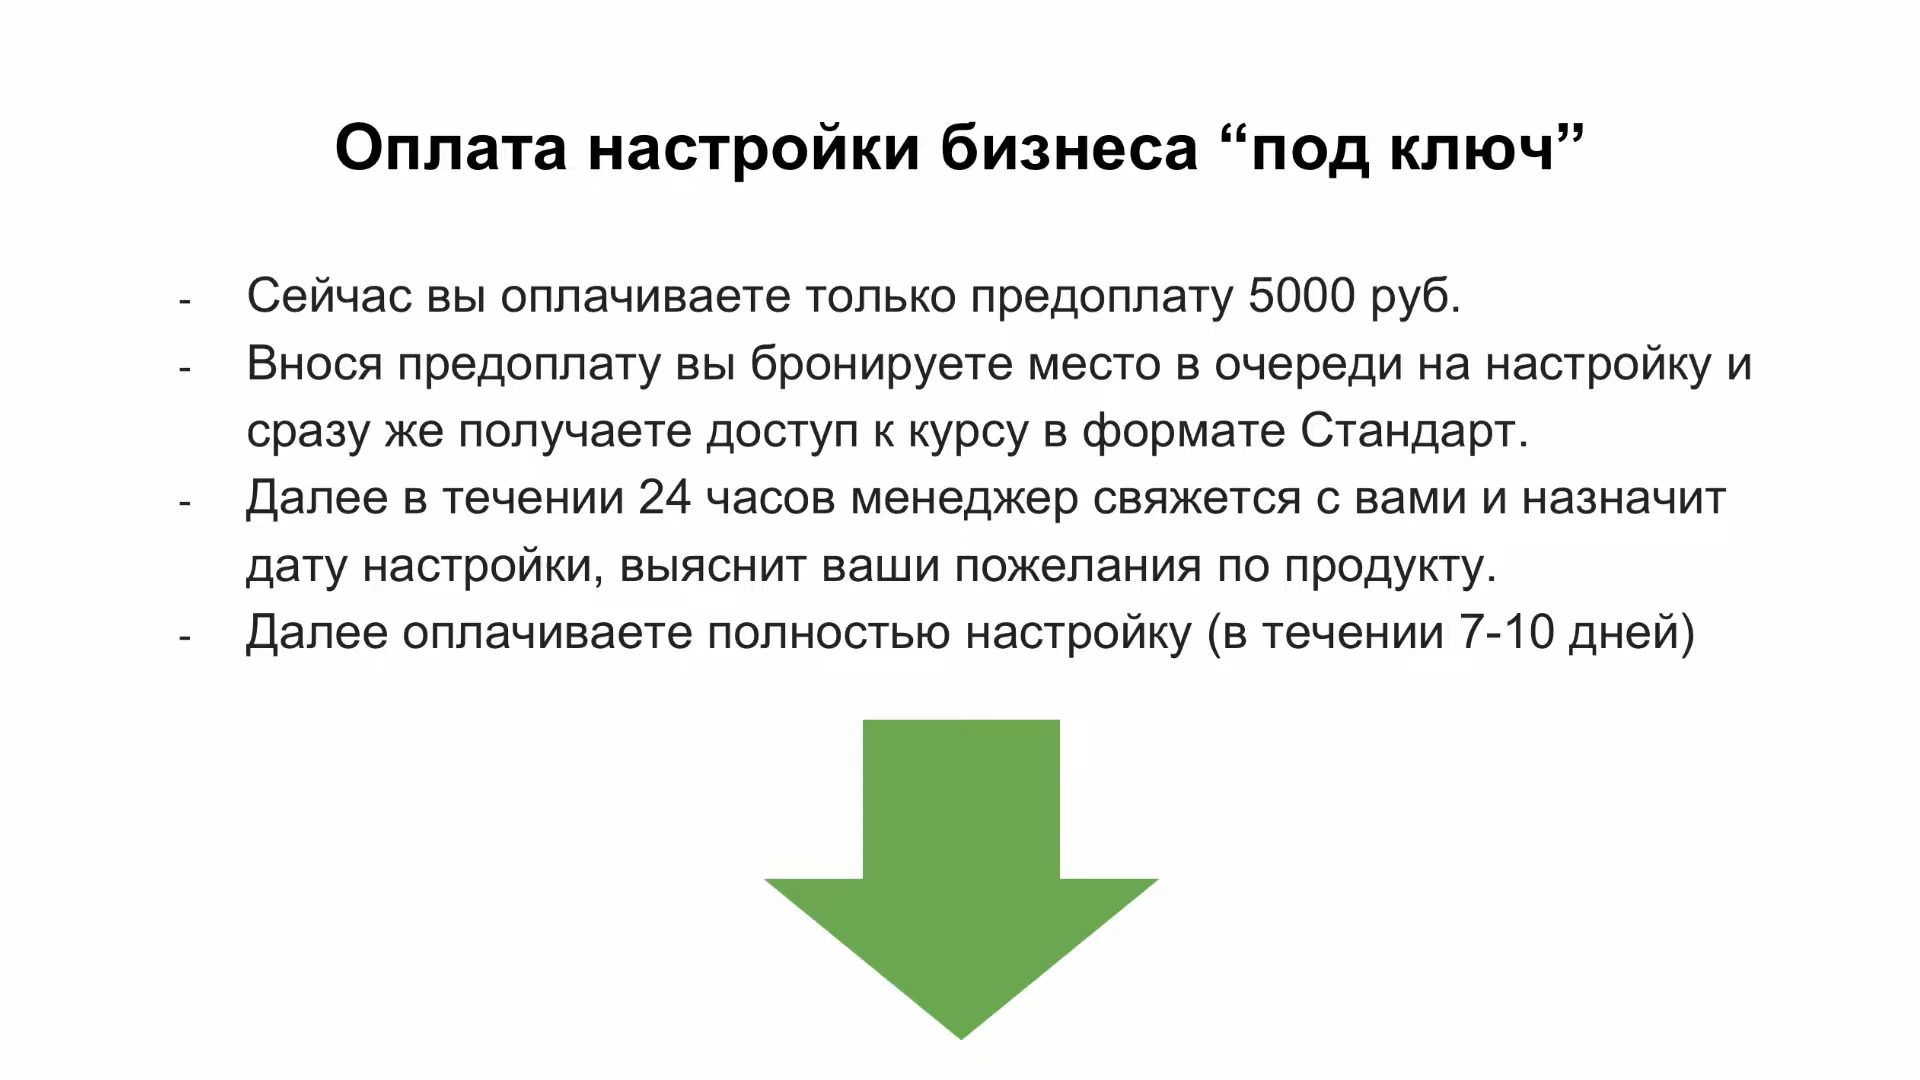 Оплата настройки бизнеса “под ключ”
- Сейчас вы оплачиваете только предоплату 5000 руб.
- Внося предоплату вы бронируете место в очереди на настройку и
сразу же получаете доступ к курсу в формате Стандарт.
- Далее в течении 24 часов менеджер свяжется с вами и назначит
дату настройки, выяснит ваши пожелания по продукту.
- Далее оплачиваете полностью настройку (в течении 7-10 дней)